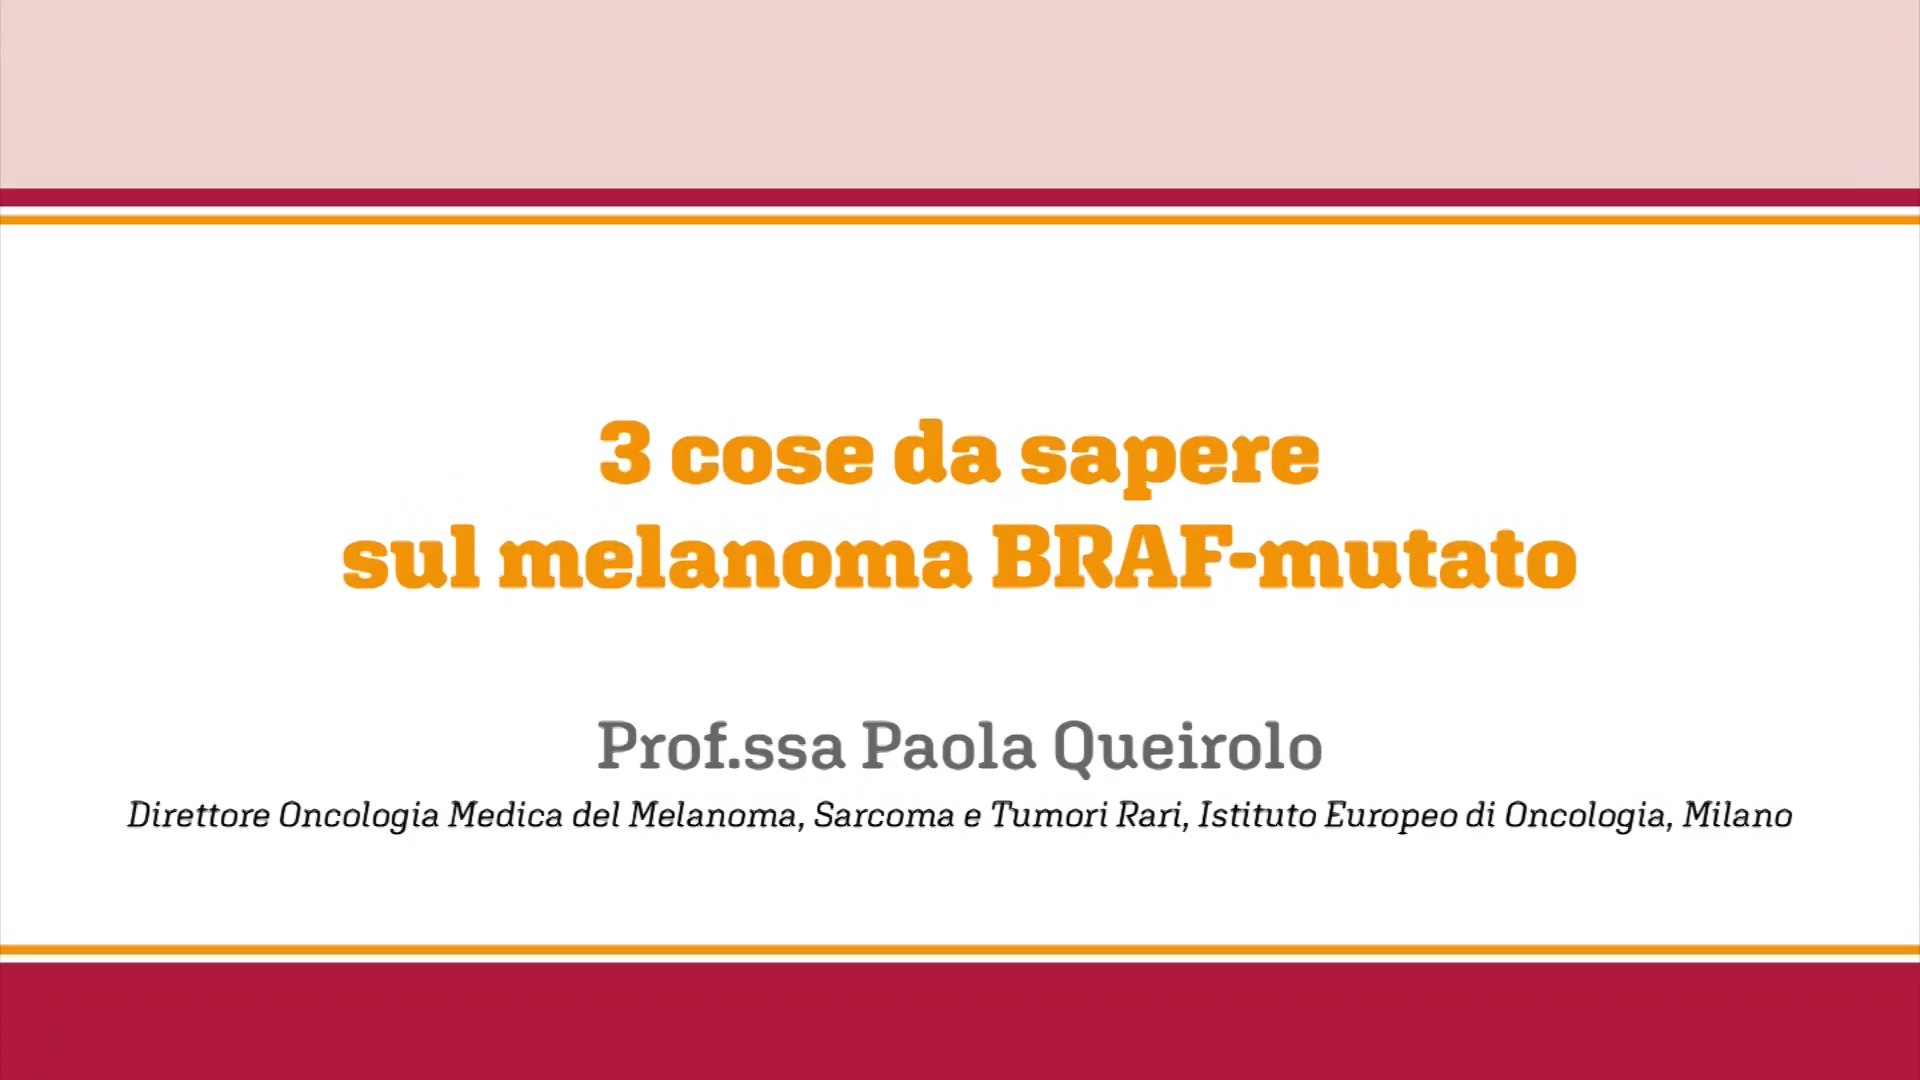 3 cose da sapere
sul melanoma BRAF-mutato
Prof.ssa Paola Queirolo
Direttore Oncologia Medica del Melanoma, Sarcoma e Tumori Rari, Istituto Europeo di Oncologia, Milano